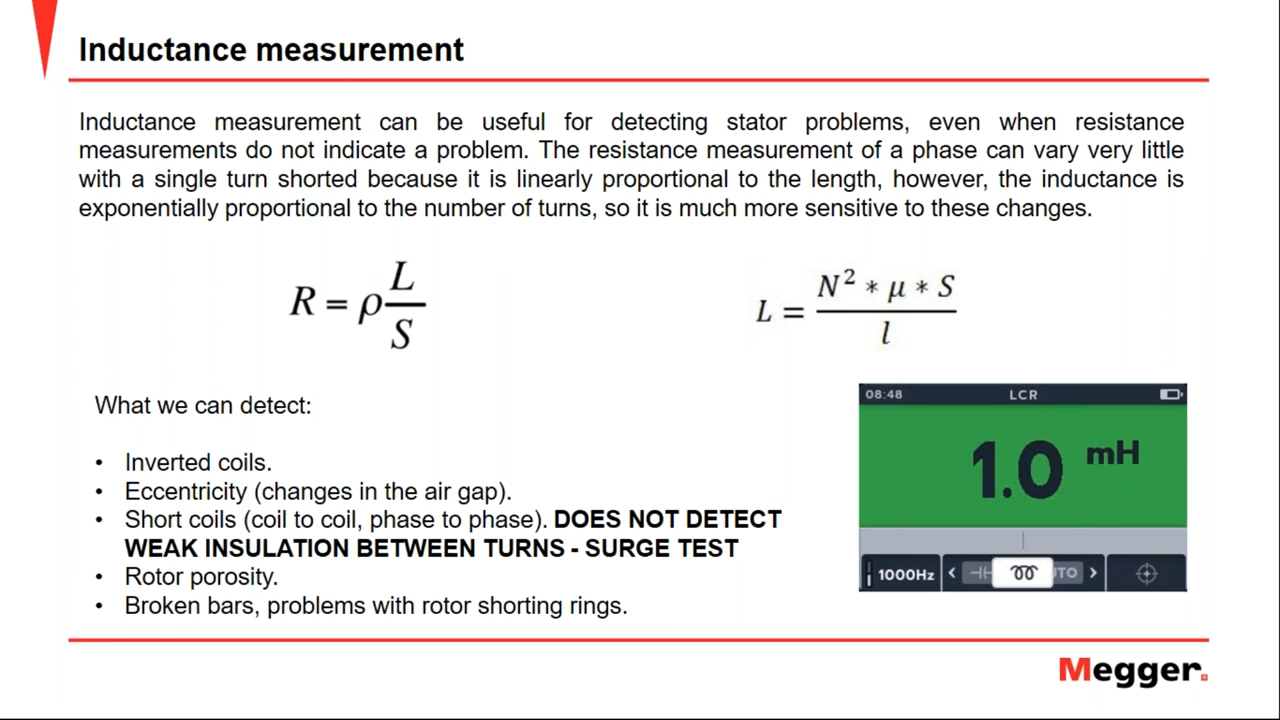 Inductance measurement
Inductance measurement can be useful for detecting stator problems, even when resistance
measurements do not indicate a problem. The resistance measurement of a phase can vary very little
with a single turn shorted because it is linearly proportional to the length, however, the inductance is
exponentially proportional to the number of turns, so it is much more sensitive to these changes.
R = ρ L/S
L = N² * μ * S / l
What we can detect:
• Inverted coils.
• Eccentricity (changes in the air gap).
• Short coils (coil to coil, phase to phase). DOES NOT DETECT
WEAK INSULATION BETWEEN TURNS - SURGE TEST
• Rotor porosity.
• Broken bars, problems with rotor shorting rings.
08:48 LCR
1.0 mH
1000Hz < UTO >
Megger.